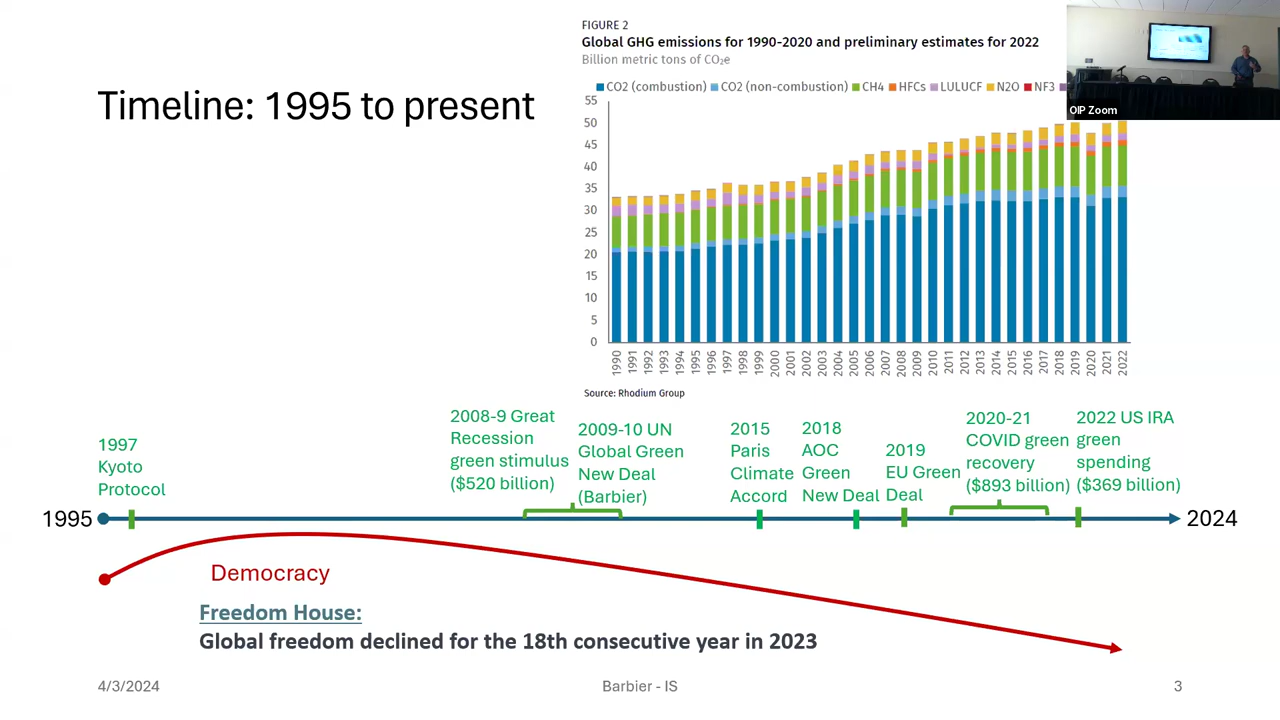 FIGURE 2
Global GHG emissions for 1990-2020 and preliminary estimates for 2022
Billion metric tons of CO₂e
CO2 (combustion) CO2 (non-combustion) CH4 HFCs LULUCF N2O NF3
OIP Zoom
Timeline: 1995 to present
55
50
45
40
35
30
25
20
15
10
5
0
1990 1991 1992 1993 1994 1995 1996 1997 1998 1999 2000 2001 2002 2003 2004 2005 2006 2007 2008 2009 2010 2011 2012 2013 2014 2015 2016 2017 2018 2019 2020 2021 2022
Source: Rhodium Group
1997
Kyoto
Protocol
2008-9 Great
Recession
green stimulus
($520 billion)
2009-10 UN
Global Green
New Deal
(Barbier)
2015
Paris
Climate
Accord
2018
AOC
Green
New Deal
2019
EU Green
Deal
2020-21
COVID green
recovery
($893 billion)
2022 US IRA
green
spending
($369 billion)
1995
2024
Democracy
Freedom House:
Global freedom declined for the 18th consecutive year in 2023
4/3/2024
Barbier - IS
3